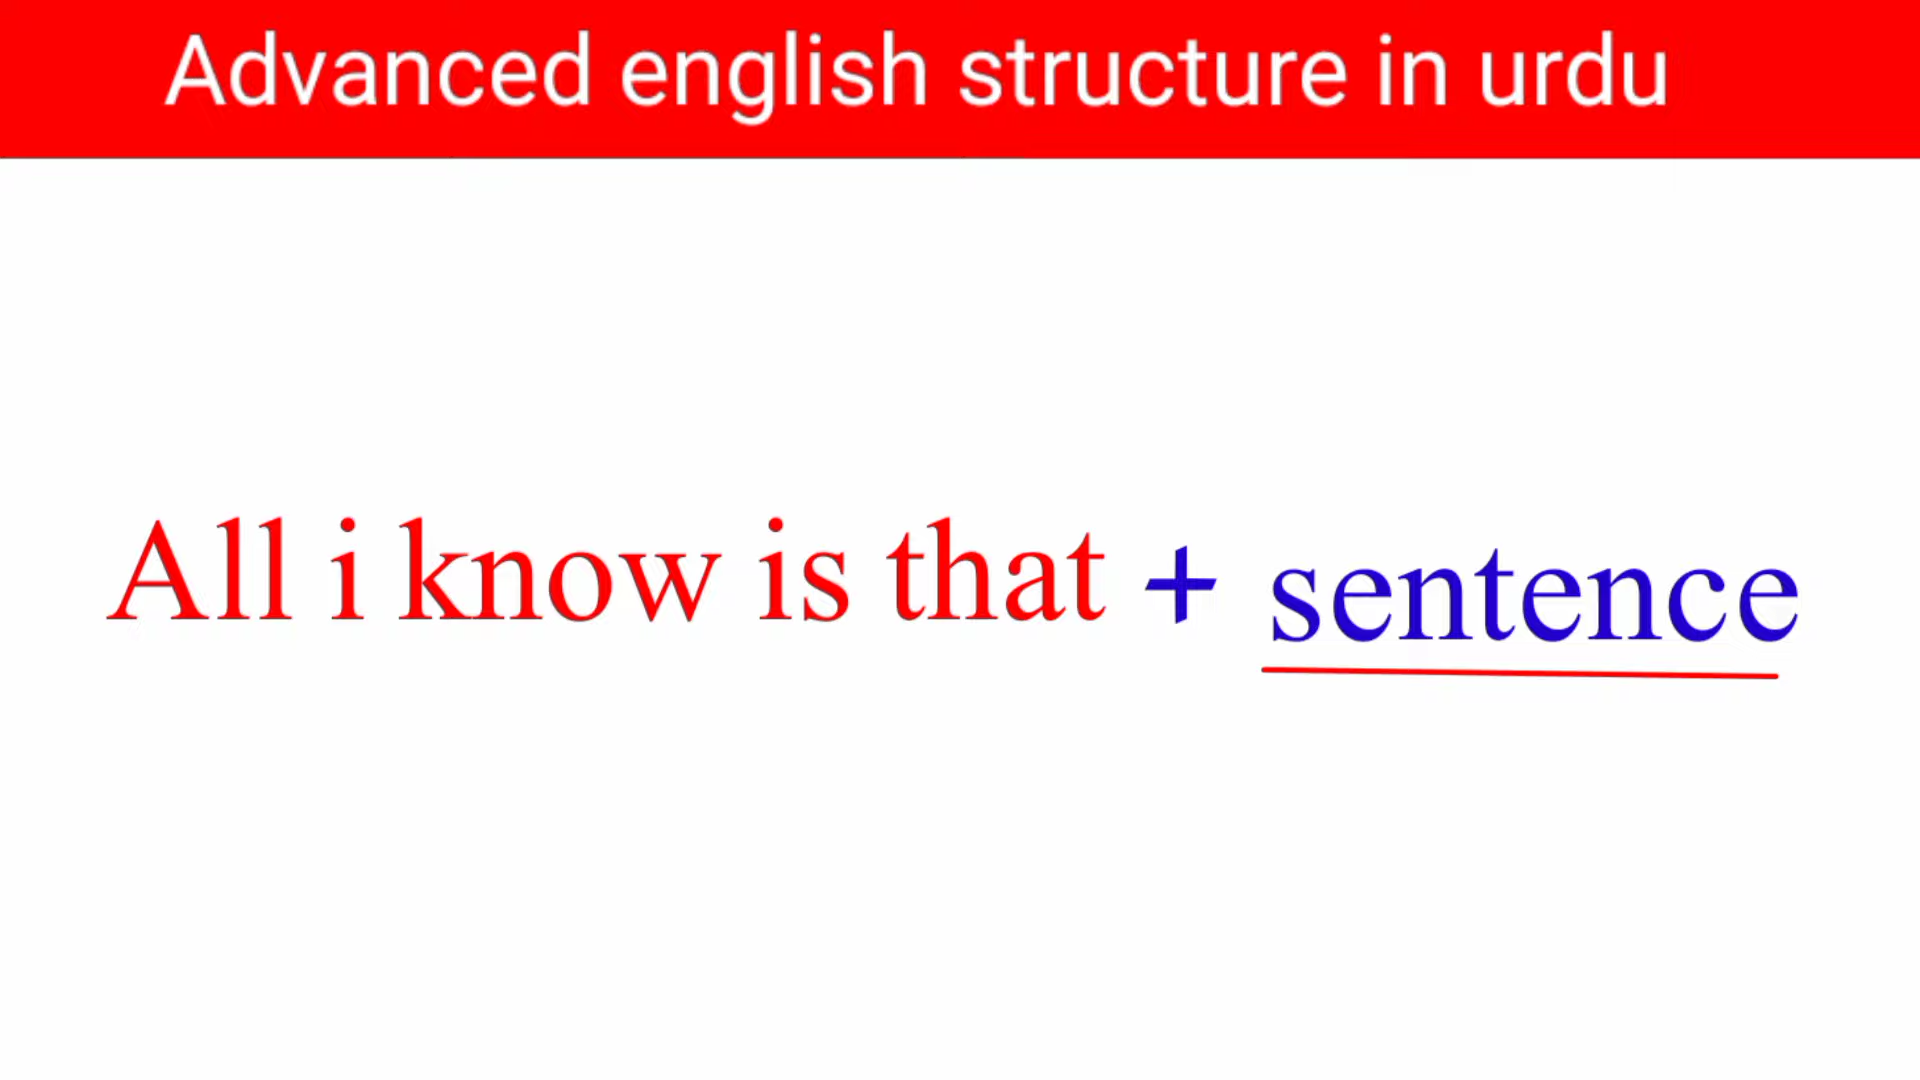 Advanced english structure in urdu
All i know is that + sentence